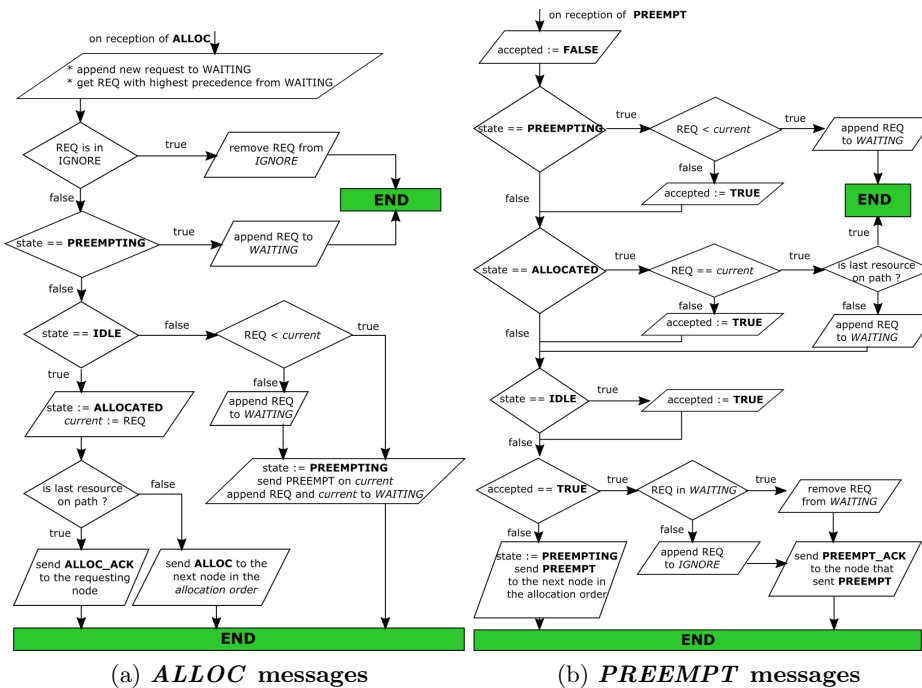 on reception of ALLOC
* append new request to WAITING
* get REQ with highest precedence from WAITING
REQ is in
IGNORE
true
remove REQ from
IGNORE
false
END
state == PREEMPTING
true
append REQ to
WAITING
false
state == IDLE
false
REQ < current
true
true
false
state := ALLOCATED
current := REQ
append REQ
to WAITING
is last resource
on path ?
false
state := PREEMPTING
send PREEMPT on current
append REQ and current to WAITING
true
send ALLOC_ACK
to the requesting
node
send ALLOC to the
next node in the
allocation order
END
(a) ALLOC messages
on reception of PREEMPT
accepted := FALSE
state == PREEMPTING
true
REQ < current
true
append REQ
to WAITING
false
false
accepted := TRUE
END
true
state == ALLOCATED
true
REQ == current
true
is last resource
on path ?
false
false
false
accepted := TRUE
append REQ
to WAITING
state == IDLE
true
accepted := TRUE
false
accepted == TRUE
true
REQ in WAITING
true
remove REQ
from WAITING
false
false
state := PREEMPTING
send PREEMPT
to the next node in
the allocation order
append REQ
to IGNORE
send PREEMPT_ACK
to the node that
sent PREEMPT
END
(b) PREEMPT messages